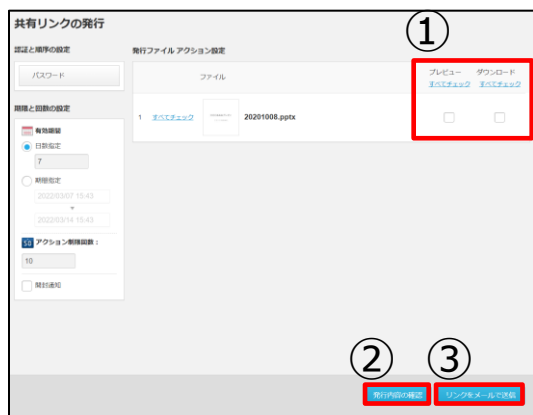 共有リンクの発行
①
認証と順序の設定
発行ファイル アクション設定
パスワード
ファイル
プレビュー ダウンロード
すべてチェック すべてチェック
期限と回数の設定
1 すべてチェック 20201008.pptx
有効期限
日数指定
7
期間指定
2022/03/07 15:43
2022/03/14 15:43
50 アクション制限回数：
10
開封通知
② ③
発行内容の確認 リンクをメールで送信